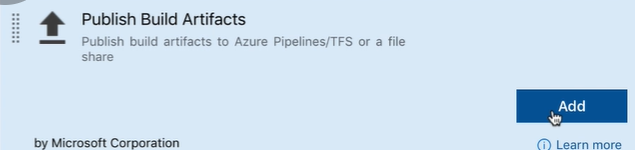 Publish Build Artifacts
Publish build artifacts to Azure Pipelines/TFS or a file
share
Add
by Microsoft Corporation
Learn more